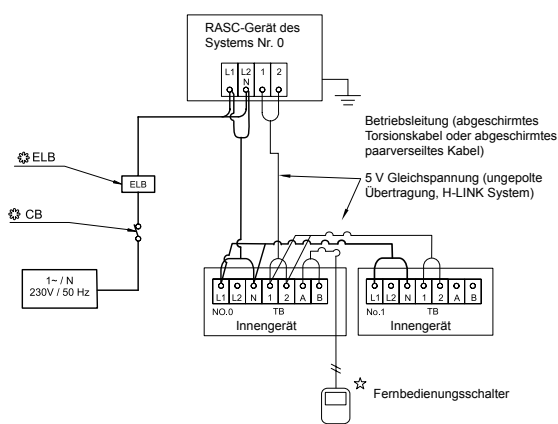 RASC-Gerät des
Systems Nr. 0
L1 L2 1 2
N
Betriebsleitung (abgeschirmtes
Torsionskabel oder abgeschirmtes
paarverseiltes Kabel)
ELB
ELB
5 V Gleichspannung (ungepolte
Übertragung, H-LINK System)
CB
1~ / N
230V / 50 Hz
L1 L2 N 1 2 A B
NO.0 TB
Innengerät
L1 L2 N 1 2 A B
No.1 TB
Innengerät
Fernbedienungsschalter